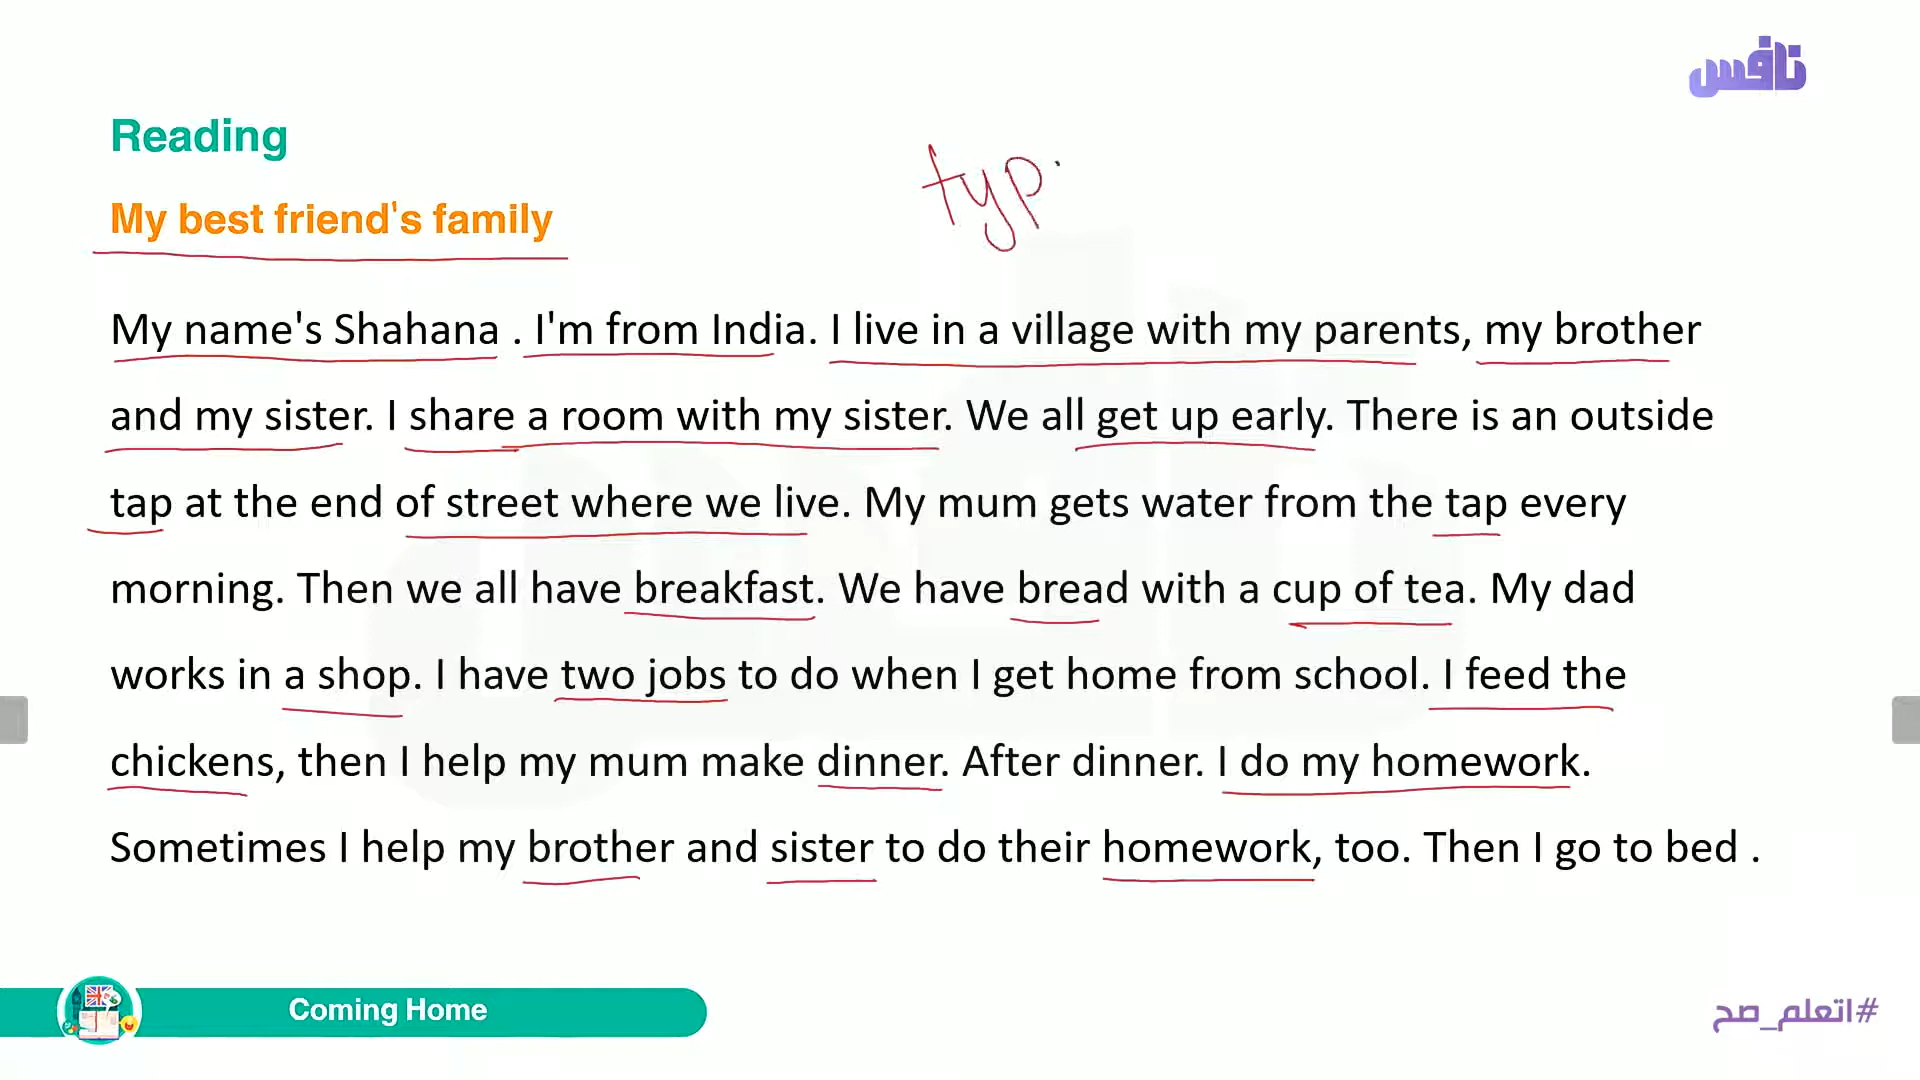 نافس
Reading
typ
My best friend's family
My name's Shahana . I'm from India. I live in a village with my parents, my brother
and my sister. I share a room with my sister. We all get up early. There is an outside
tap at the end of street where we live. My mum gets water from the tap every
morning. Then we all have breakfast. We have bread with a cup of tea. My dad
works in a shop. I have two jobs to do when I get home from school. I feed the
chickens, then I help my mum make dinner. After dinner. I do my homework.
Sometimes I help my brother and sister to do their homework, too. Then I go to bed .
Coming Home
#اتعلم_صح